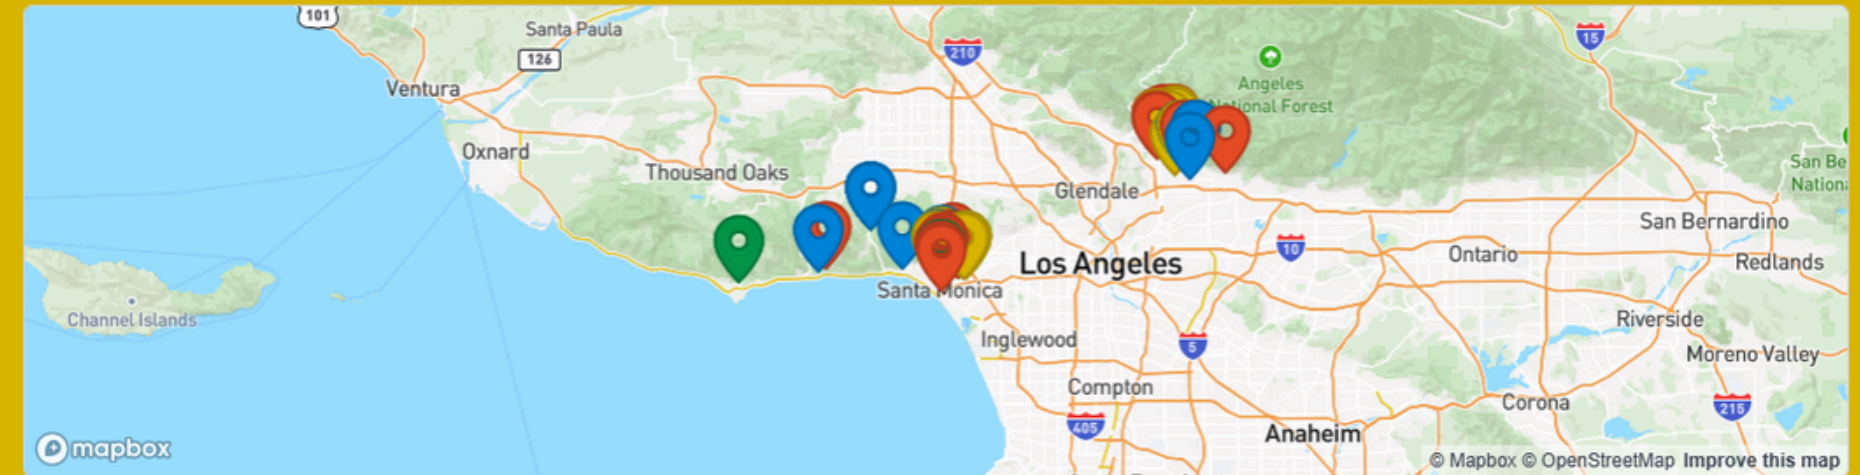 101
Santa Paula
126
Ventura
Oxnard
Thousand Oaks
210
15
Angeles
National Forest
San Be
Nationa
Glendale
San Bernardino
Los Angeles
10
Ontario
Redlands
Santa Monica
Channel Islands
Inglewood
5
Riverside
Moreno Valley
Compton
Corona
215
405
Anaheim
mapbox
© Mapbox © OpenStreetMap Improve this map